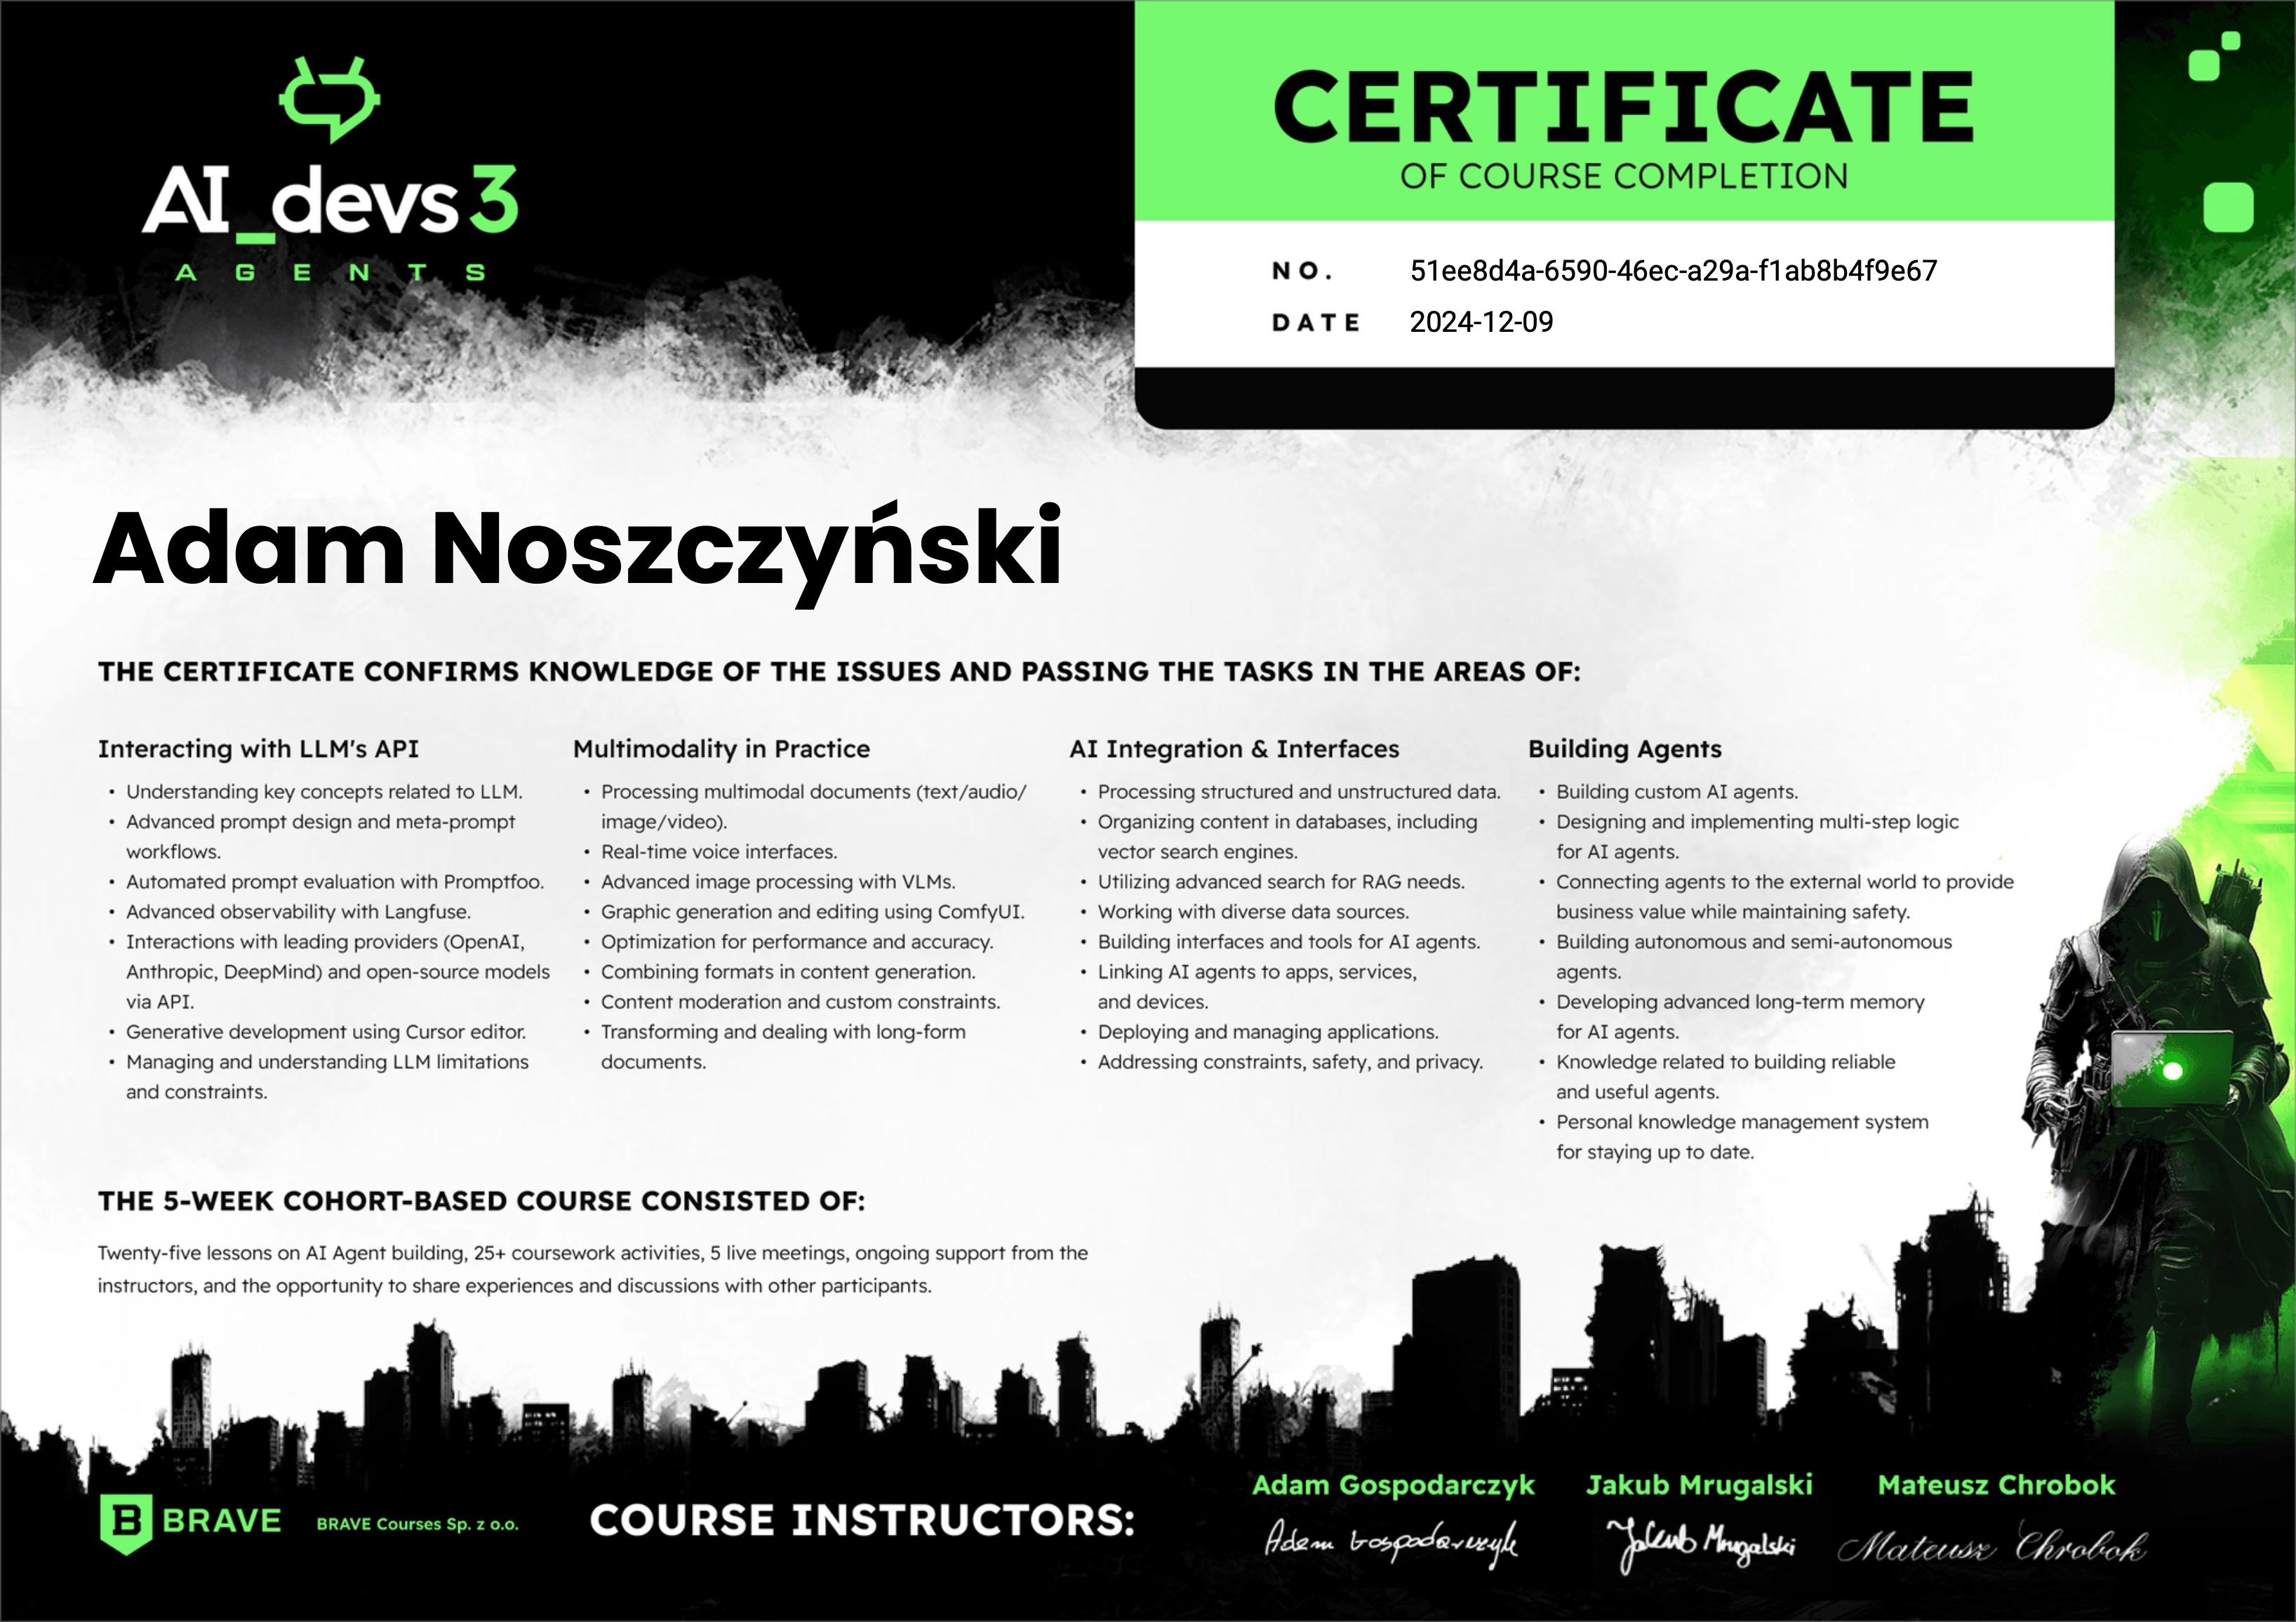 AI_devs 3
AGENTS
CERTIFICATE
OF COURSE COMPLETION
NO. 51ee8d4a-6590-46ec-a29a-f1ab8b4f9e67
DATE 2024-12-09
Adam Noszczyński
THE CERTIFICATE CONFIRMS KNOWLEDGE OF THE ISSUES AND PASSING THE TASKS IN THE AREAS OF:
Interacting with LLM's API
• Understanding key concepts related to LLM.
• Advanced prompt design and meta-prompt
workflows.
• Automated prompt evaluation with Promptfoo.
• Advanced observability with Langfuse.
• Interactions with leading providers (OpenAI,
Anthropic, DeepMind) and open-source models
via API.
• Generative development using Cursor editor.
• Managing and understanding LLM limitations
and constraints.
Multimodality in Practice
• Processing multimodal documents (text/audio/
image/video).
• Real-time voice interfaces.
• Advanced image processing with VLMs.
• Graphic generation and editing using ComfyUI.
• Optimization for performance and accuracy.
• Combining formats in content generation.
• Content moderation and custom constraints.
• Transforming and dealing with long-form
documents.
AI Integration & Interfaces
• Processing structured and unstructured data.
• Organizing content in databases, including
vector search engines.
• Utilizing advanced search for RAG needs.
• Working with diverse data sources.
• Building interfaces and tools for AI agents.
• Linking AI agents to apps, services,
and devices.
• Deploying and managing applications.
• Addressing constraints, safety, and privacy.
Building Agents
• Building custom AI agents.
• Designing and implementing multi-step logic
for AI agents.
• Connecting agents to the external world to provide
business value while maintaining safety.
• Building autonomous and semi-autonomous
agents.
• Developing advanced long-term memory
for AI agents.
• Knowledge related to building reliable
and useful agents.
• Personal knowledge management system
for staying up to date.
THE 5-WEEK COHORT-BASED COURSE CONSISTED OF:
Twenty-five lessons on AI Agent building, 25+ coursework activities, 5 live meetings, ongoing support from the
instructors, and the opportunity to share experiences and discussions with other participants.
B BRAVE
BRAVE Courses Sp. z o.o.
COURSE INSTRUCTORS:
Adam Gospodarczyk
Adam Gospodarczyk
Jakub Mrugalski
Jakub Mrugalski
Mateusz Chrobok
Mateusz Chrobok